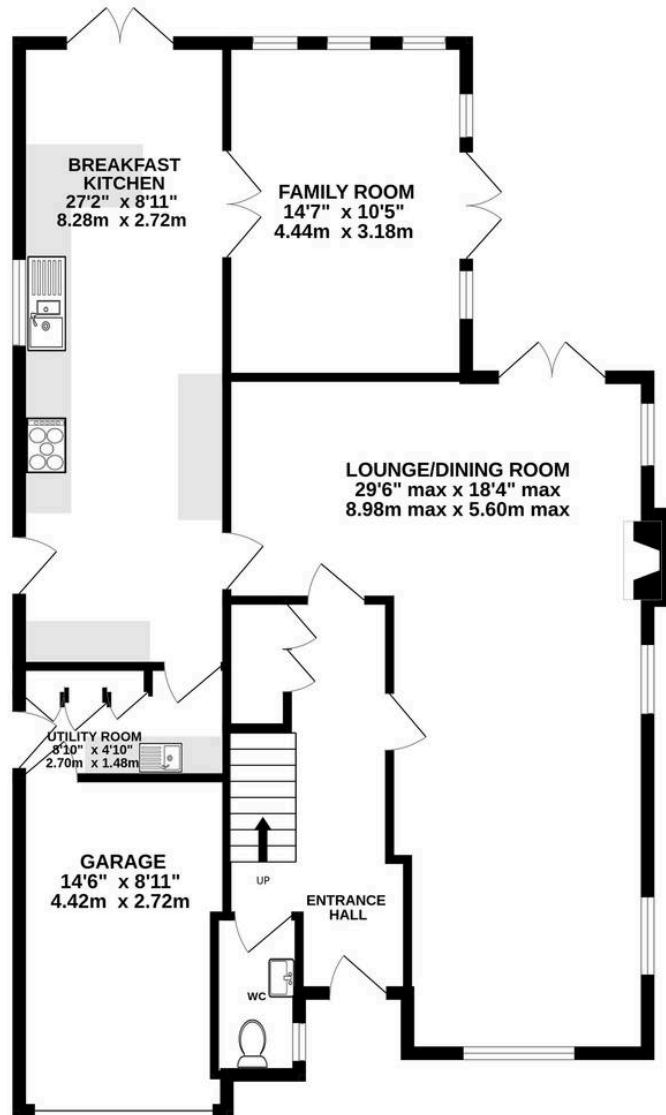 BREAKFAST
KITCHEN
27'2" x 8'11"
8.28m x 2.72m
FAMILY ROOM
14'7" x 10'5"
4.44m x 3.18m
LOUNGE/DINING ROOM
29'6" max x 18'4" max
8.98m max x 5.60m max
UTILITY ROOM
8'10" x 4'10"
2.70m x 1.48m
GARAGE
14'6" x 8'11"
4.42m x 2.72m
UP
ENTRANCE
HALL
WC